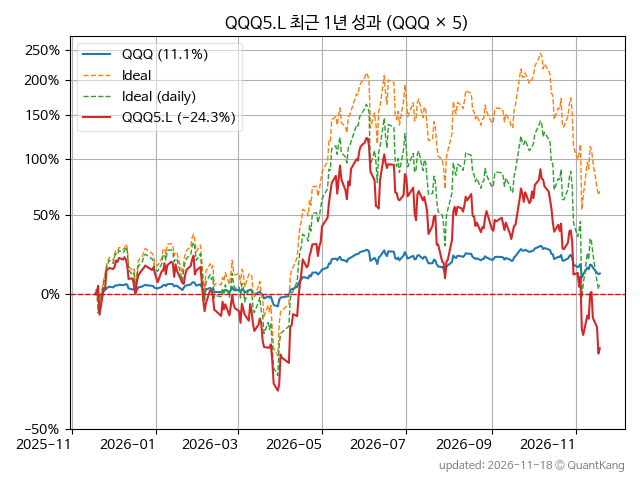 QQQ5.L 최근 1년 성과 (QQQ × 5)
250%
200%
150%
100%
50%
0%
−50%
QQQ (11.1%)
Ideal
Ideal (daily)
QQQ5.L (−24.3%)
2025-11
2026-01
2026-03
2026-05
2026-07
2026-09
2026-11
updated: 2026-11-18 © QuantKang